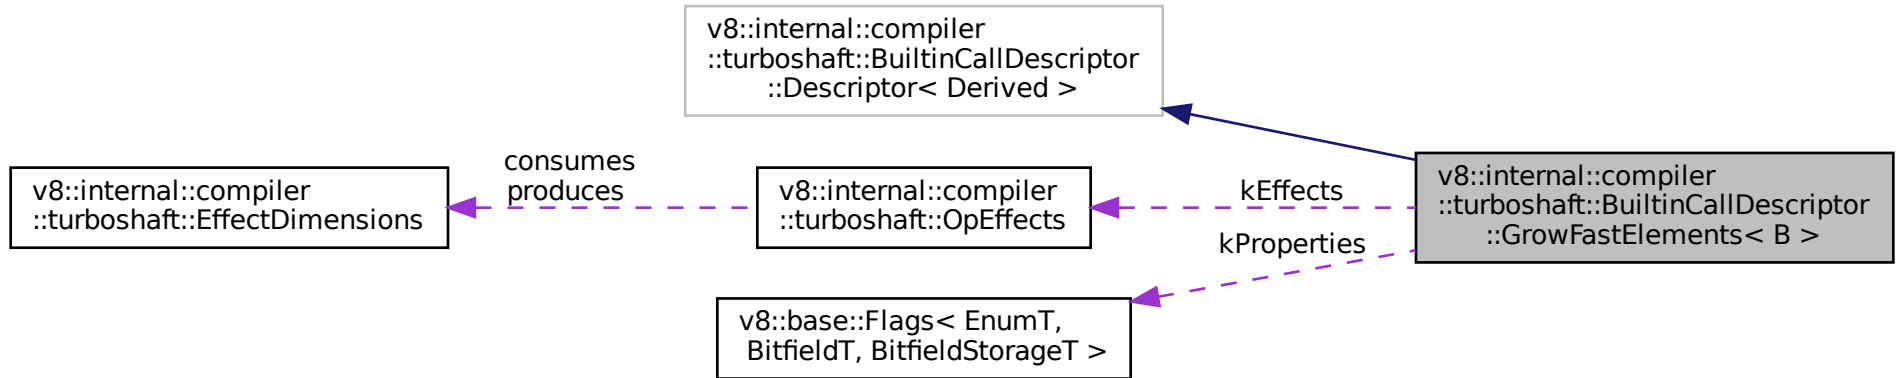 v8::internal::compiler
::turboshaft::BuiltinCallDescriptor
::Descriptor< Derived >
v8::internal::compiler
::turboshaft::EffectDimensions
consumes
produces
v8::internal::compiler
::turboshaft::OpEffects
kEffects
kProperties
v8::internal::compiler
::turboshaft::BuiltinCallDescriptor
::GrowFastElements< B >
v8::base::Flags< EnumT,
BitfieldT, BitfieldStorageT >